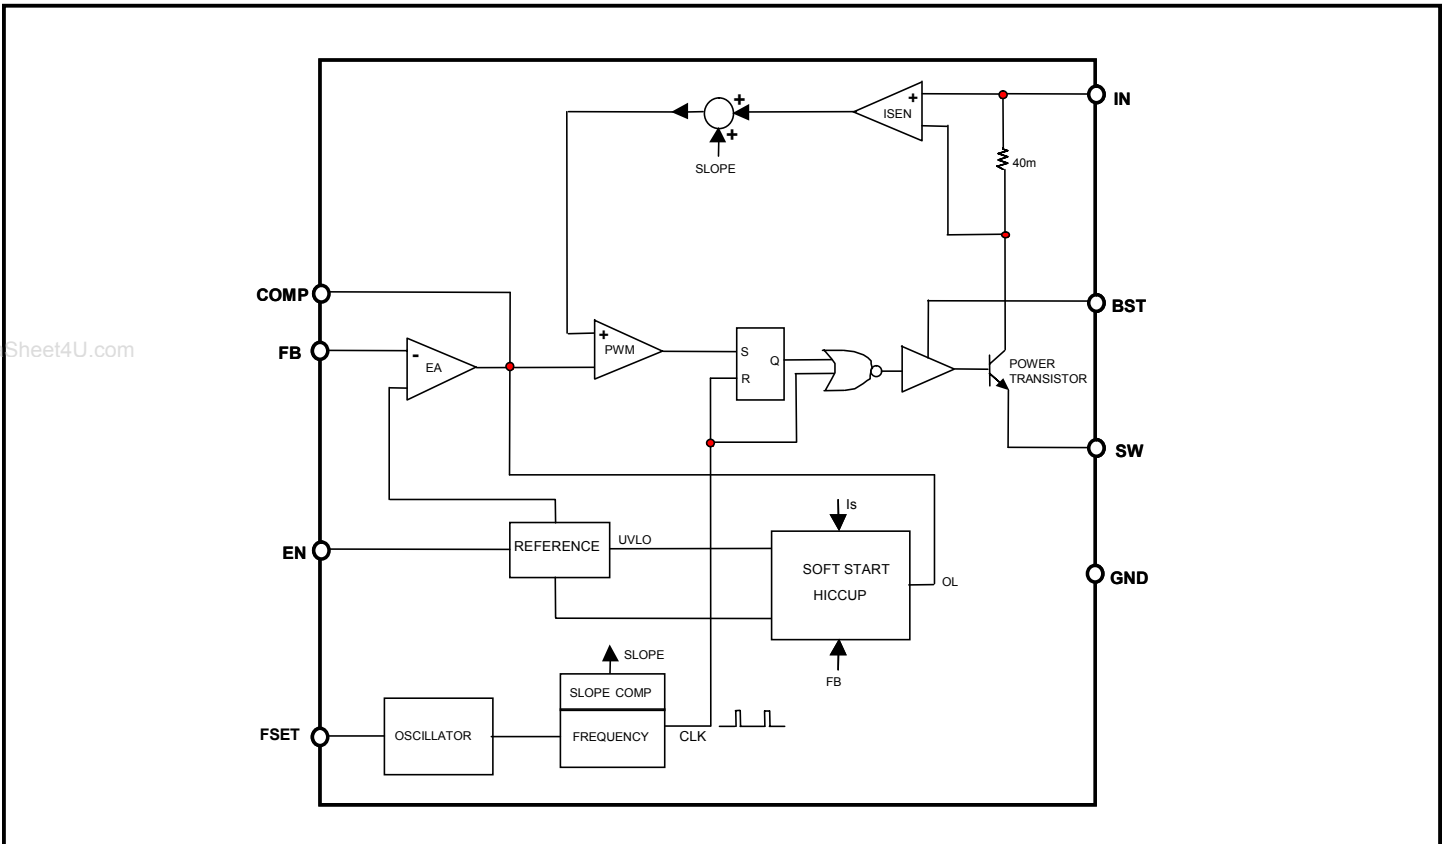 IN
+
ISEN
+
+
SLOPE
40m
COMP
BST
Sheet4U.com
FB
-
EA
+
PWM
S
Q
R
POWER
TRANSISTOR
SW
Is
EN
REFERENCE
UVLO
SOFT START
HICCUP
OL
GND
SLOPE
FB
SLOPE COMP
FSET
OSCILLATOR
FREQUENCY
CLK